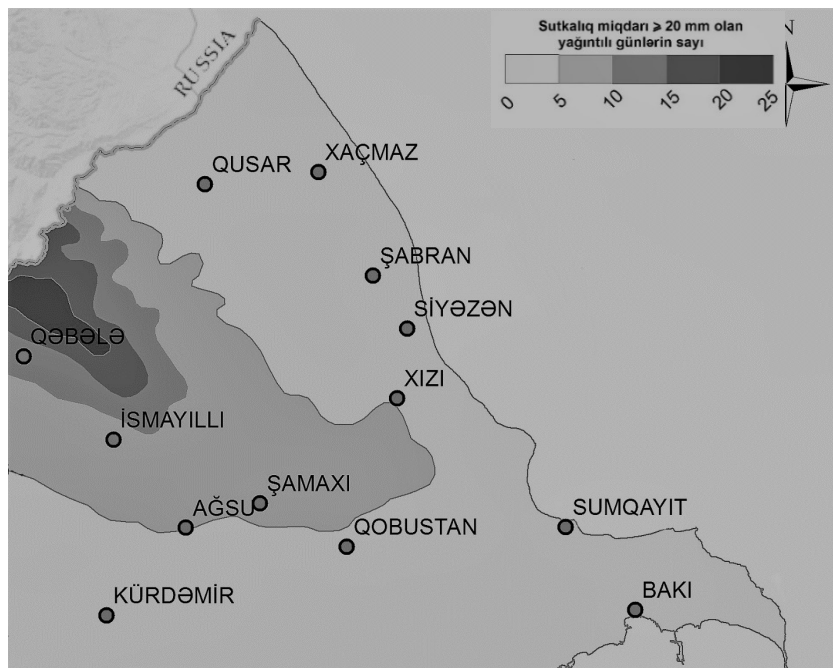 Sutkalıq miqdarı ⩾ 20 mm olan
yağıntılı günlərin sayı
N
0 5 10 15 20 25
RUSSIA
QUSAR
XAÇMAZ
ŞABRAN
SİYƏZƏN
QƏBƏLƏ
XIZI
İSMAYILLI
ŞAMAXI
AĞSU
SUMQAYIT
QOBUSTAN
KÜRDƏMİR
BAKI